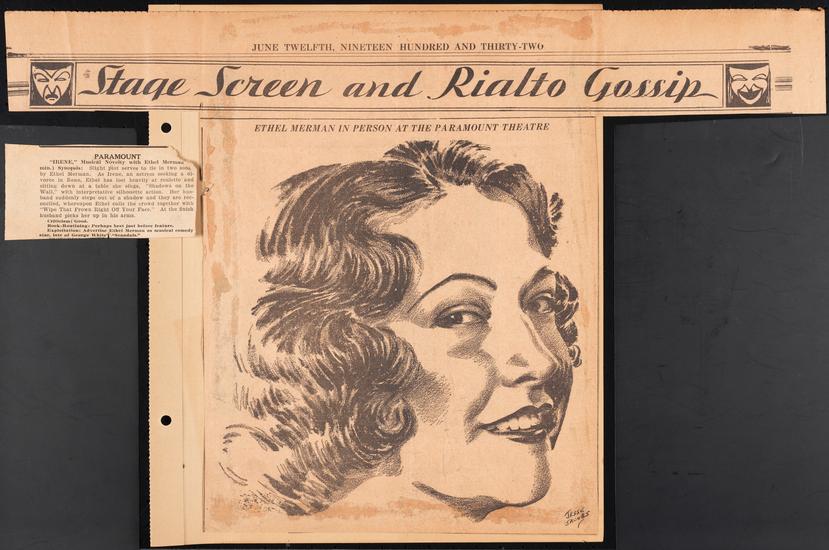 JUNE TWELFTH, NINETEEN HUNDRED AND THIRTY-TWO
Stage Screen and Rialto Gossip
ETHEL MERMAN IN PERSON AT THE PARAMOUNT THEATRE
PARAMOUNT
"IRENE," Musical Novelty with Ethel Merman
min.) Synopsis: Slight plot serves to tie in two songs
by Ethel Merman. As Irene, an actress seeking a di-
vorce in Reno, Ethel has lost heavily at roulette and
sitting down at a table she sings, "Shadows on the
Wall," with interpretative silhouette action. Her hus-
band suddenly steps out of a shadow and they are rec-
onciled, whereupon Ethel calls the crowd together with
"Wipe That Frown Right Off Your Face." At the finish
husband picks her up in his arms.
Criticism: Good.
Book-Routining: Perhaps best just before feature.
Exploitation: Advertise Ethel Merman as musical comedy
star, late of George White's "Scandals."
JESSE